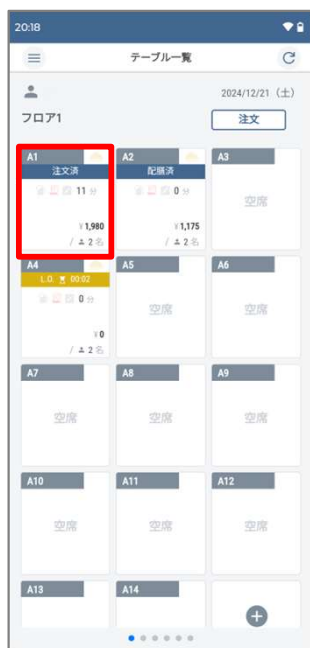 20:18
テーブル一覧
2024/12/21（土）
フロア1
注文
A1
A2
A3
注文済
配膳済
11 分
0 分
空席
¥1,980
¥1,175
/ 2名
/ 2名
A4
A5
A6
L.O. 00:02
0 分
空席
空席
¥0
/ 2名
A7
A8
A9
空席
空席
空席
A10
A11
A12
空席
空席
空席
A13
A14